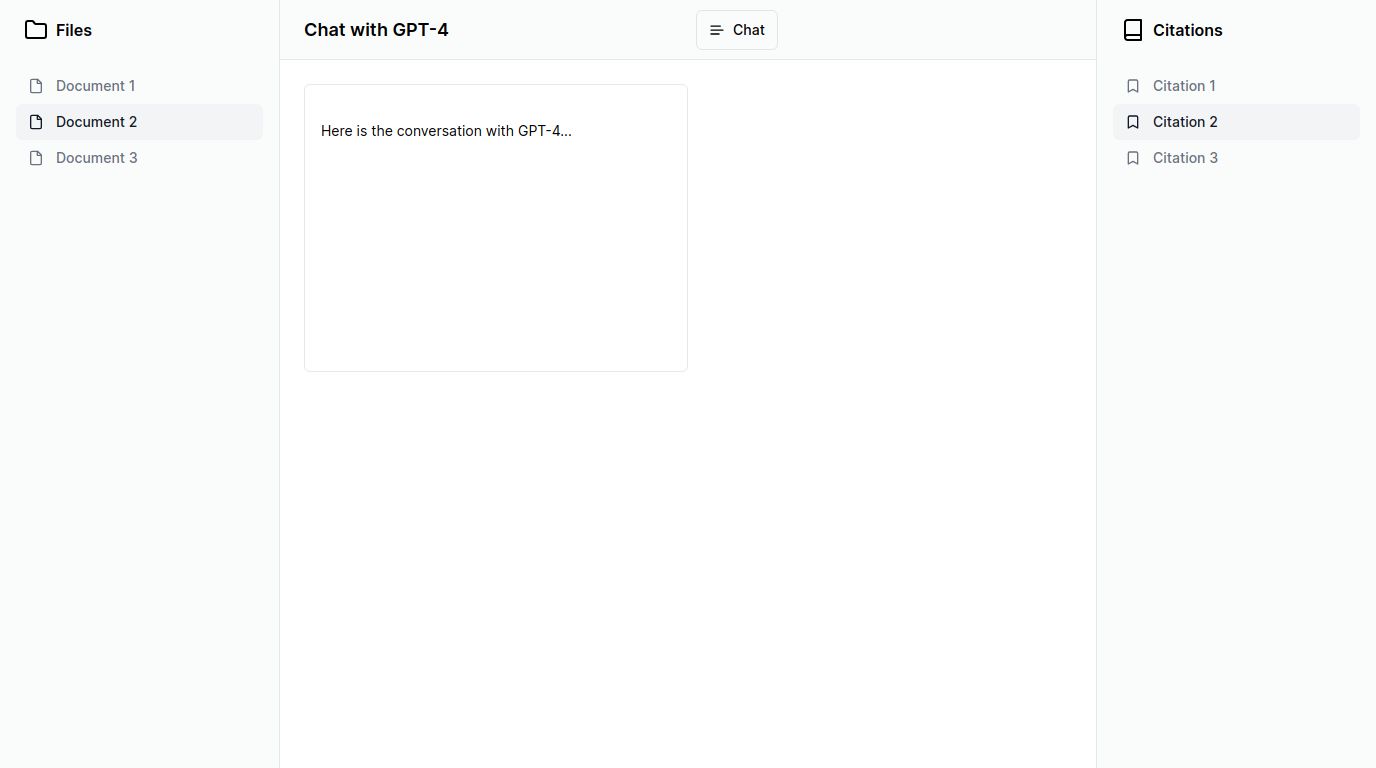 Files
Document 1
Document 2
Document 3
Chat with GPT-4
Chat
Here is the conversation with GPT-4...
Citations
Citation 1
Citation 2
Citation 3